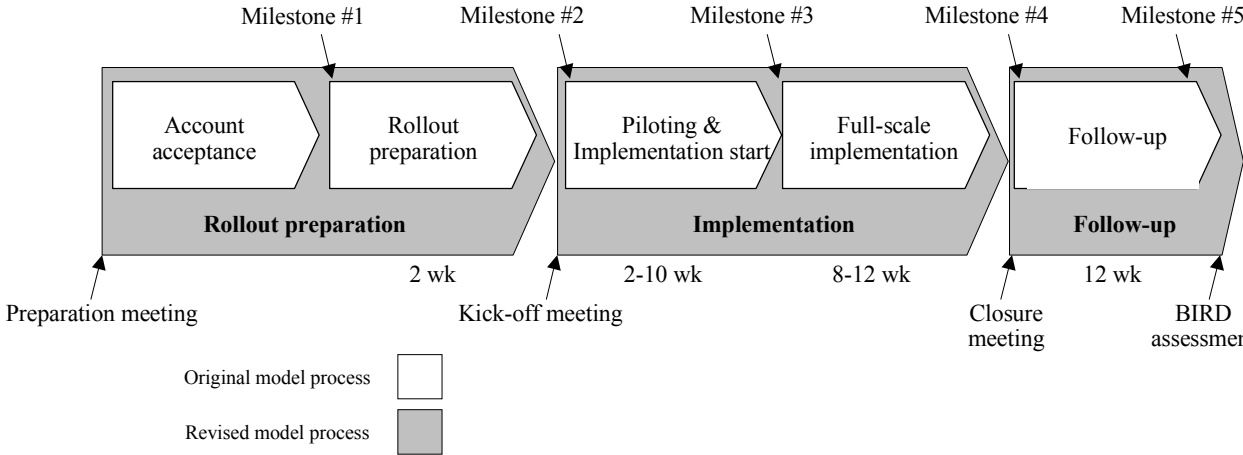 Milestone #1
Milestone #2
Milestone #3
Milestone #4
Milestone #5
Account
acceptance
Rollout
preparation
Piloting &
Implementation start
Full-scale
implementation
Follow-up
Rollout preparation
Implementation
Follow-up
2 wk
2-10 wk
8-12 wk
12 wk
Preparation meeting
Kick-off meeting
Closure
meeting
BIRD
assessmen
Original model process
Revised model process